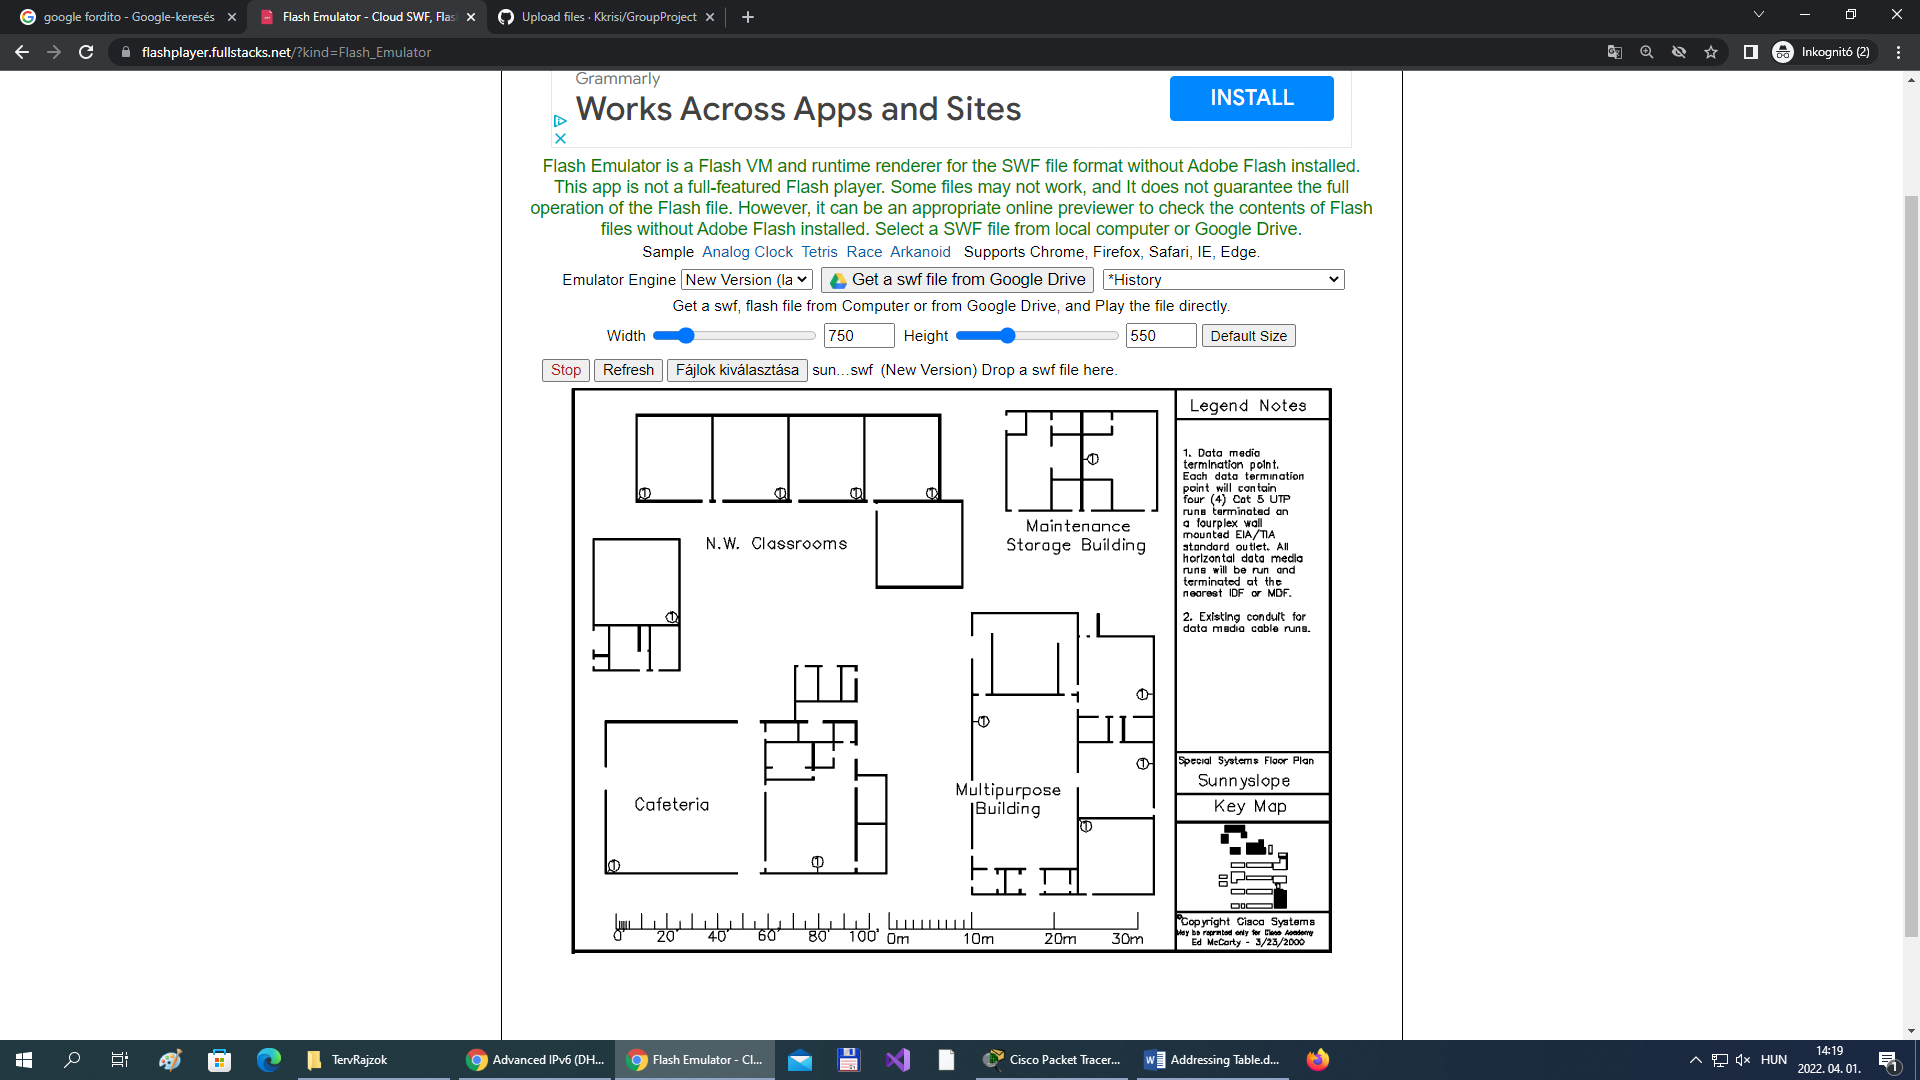 google fordito - Google-keresés
Flash Emulator - Cloud SWF, Flas
Upload files · Kkrisi/GroupProject
flashplayer.fullstacks.net/?kind=Flash_Emulator
Inkognitó (2)
Grammarly
Works Across Apps and Sites
INSTALL
Flash Emulator is a Flash VM and runtime renderer for the SWF file format without Adobe Flash installed.
This app is not a full-featured Flash player. Some files may not work, and It does not guarantee the full
operation of the Flash file. However, it can be an appropriate online previewer to check the contents of Flash
files without Adobe Flash installed. Select a SWF file from local computer or Google Drive.
Sample Analog Clock Tetris Race Arkanoid Supports Chrome, Firefox, Safari, IE, Edge.
Emulator Engine New Version (la Get a swf file from Google Drive *History
Get a swf, flash file from Computer or from Google Drive, and Play the file directly.
Width 750 Height 550 Default Size
Stop Refresh Fájlok kiválasztása sun...swf (New Version) Drop a swf file here.
N.W. Classrooms
Maintenance
Storage Building
Cafeteria
Multipurpose
Building
1
1
1
1
1
1
1
1
1
1
1
1
0' 20' 40' 60' 80' 100' 0m 10m 20m 30m
Legend Notes
1. Data media
termination point.
Each data termination
point will contain
four (4) Cat 5 UTP
runs terminated on
a fourplex wall
mounted EIA/TIA
standard outlet. All
horizontal data media
runs will be run and
terminated at the
nearest IDF or MDF.
2. Existing conduit for
data media cable runs.
Special Systems Floor Plan
Sunnyslope
Key Map
©Copyright Cisco Systems
May be reprinted only for Cisco Academy
Ed McCarty - 3/23/2000
TervRajzok
Advanced IPv6 (DH...
Flash Emulator - Cl...
Cisco Packet Tracer...
Addressing Table.d...
HUN
14:19
2022. 04. 01.
1